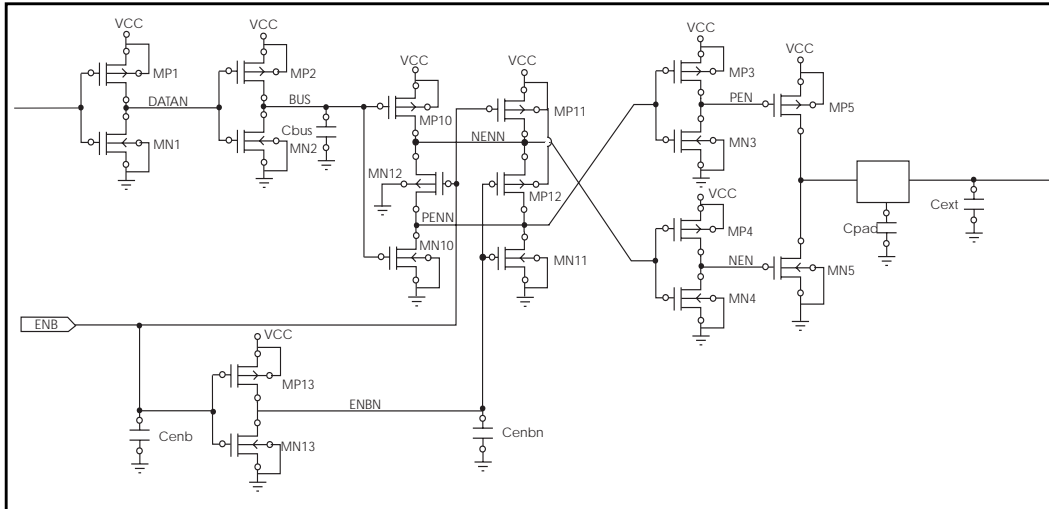 VCC
VCC
VCC
VCC
VCC
VCC
MP1
MP2
MP3
DATAN
BUS
PEN
MP10
MP11
MP5
Cbus
MN1
MN2
NENN
MN3
MN12
MP12
VCC
Cext
PENN
Cpad
MP4
MN10
MN11
NEN
MN5
MN4
ENB
VCC
MP13
ENBN
Cenb
MN13
Cenbn